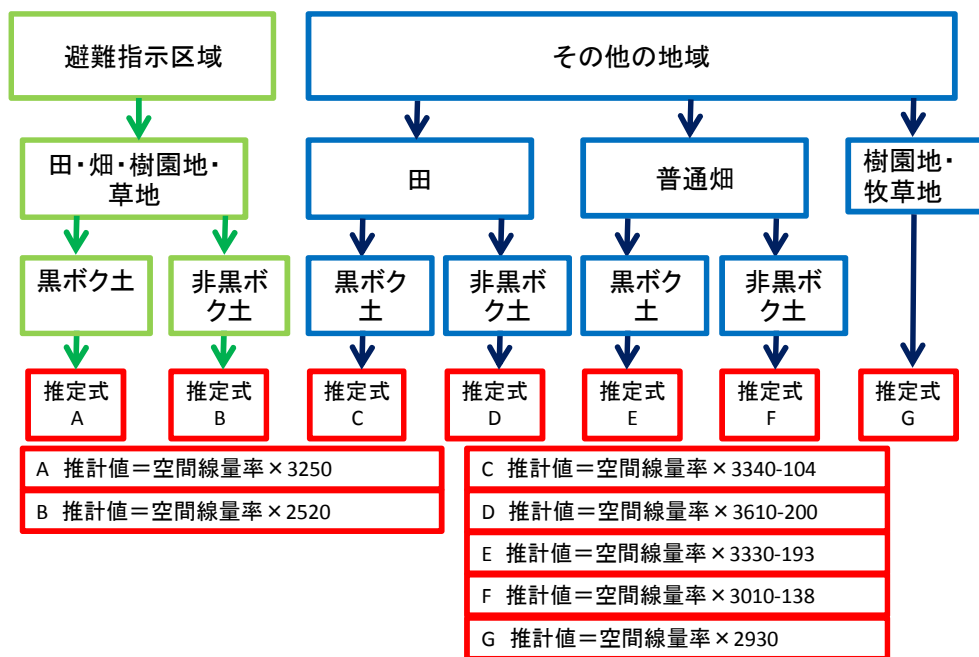 避難指示区域
その他の地域
田・畑・樹園地・
草地
田
普通畑
樹園地・
牧草地
黒ボク土
非黒ボ
ク土
黒ボク
土
非黒ボ
ク土
黒ボク
土
非黒ボ
ク土
推定式
A
推定式
B
推定式
C
推定式
D
推定式
E
推定式
F
推定式
G
A 推計値＝空間線量率×3250
B 推計値＝空間線量率×2520
C 推計値＝空間線量率×3340-104
D 推計値＝空間線量率×3610-200
E 推計値＝空間線量率×3330-193
F 推計値＝空間線量率×3010-138
G 推計値＝空間線量率×2930